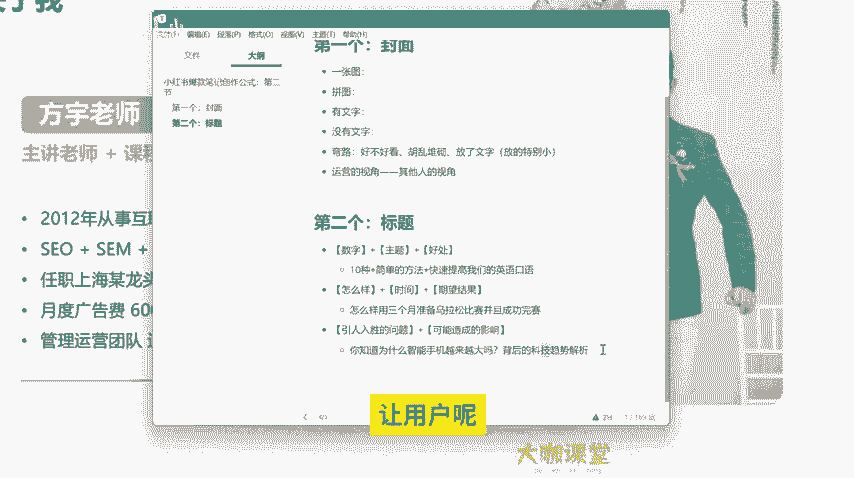 了我
方宇老师
主讲老师 + 课程
• 2012年从事互联
• SEO + SEM +
• 任职上海某龙头
• 月度广告费 600
• 管理运营团队
文件(F) 编辑(E) 段落(P) 格式(O) 视图(V) 主题(T) 帮助(H)
文件 大纲
小红书爆款笔记创作公式：第二节
第一个：封面
第二个：标题
第一个：封面
• 一张图：
• 拼图：
• 有文字：
• 没有文字：
• 弯路：好不好看、胡乱堆砌、放了文字（放的特别小）
• 运营的视角——其他人的视角
第二个：标题
• 【数字】+【主题】+【好处】
○ 10种+简单的方法+快速提高我们的英语口语
• 【怎么样】+【时间】+【期望结果】
○ 怎么样用三个月准备乌拉松比赛并且成功完赛
• 【引人入胜的问题】+【可能造成的影响】
○ 你知道为什么智能手机越来越大吗？背后的科技趋势解析
让用户呢
大咖课堂